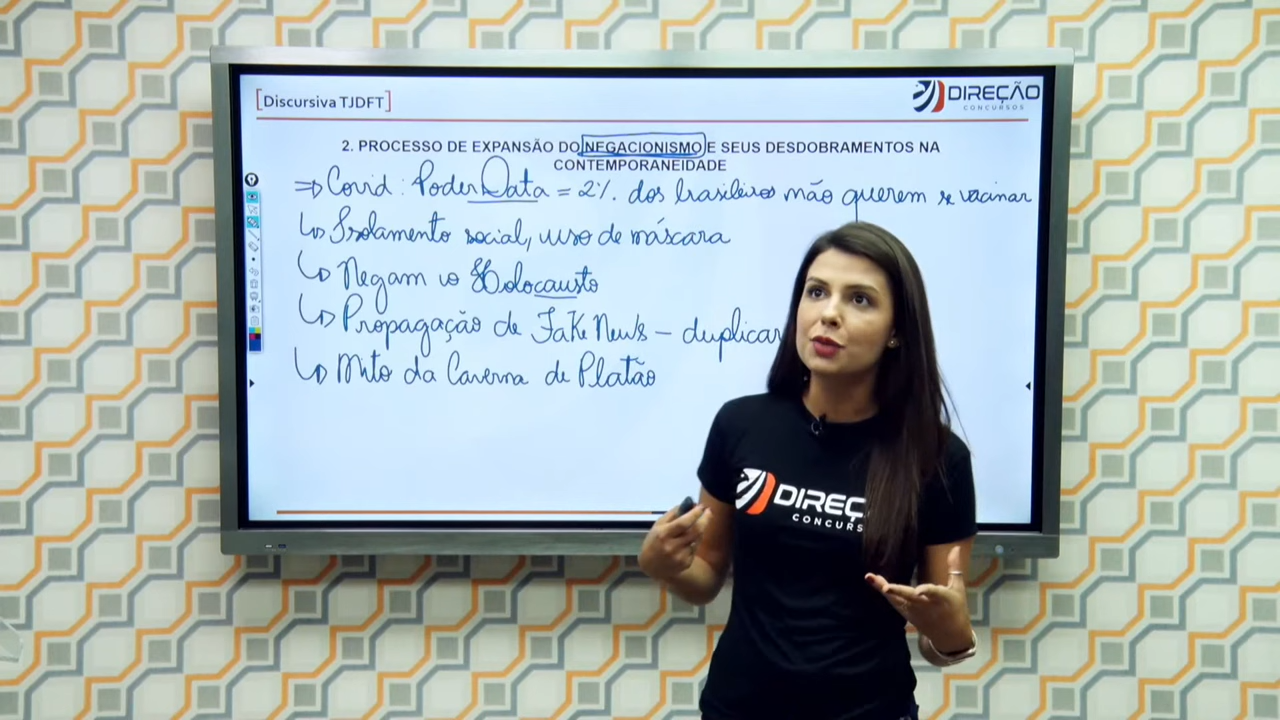 [Discursiva TJDFT]
DIREÇÃO
CONCURSOS
2. PROCESSO DE EXPANSÃO DO NEGACIONISMO E SEUS DESDOBRAMENTOS NA
CONTEMPORANEIDADE
⇒ Covid: PoderData = 2%. dos brasileiros não querem se vacinar
↳ Isolamento social, uso de máscara
↳ Negam o Holocausto
↳ Propagação de Fake News – duplicar
↳ Mito da Caverna de Platão
DIREÇ
CONCURS